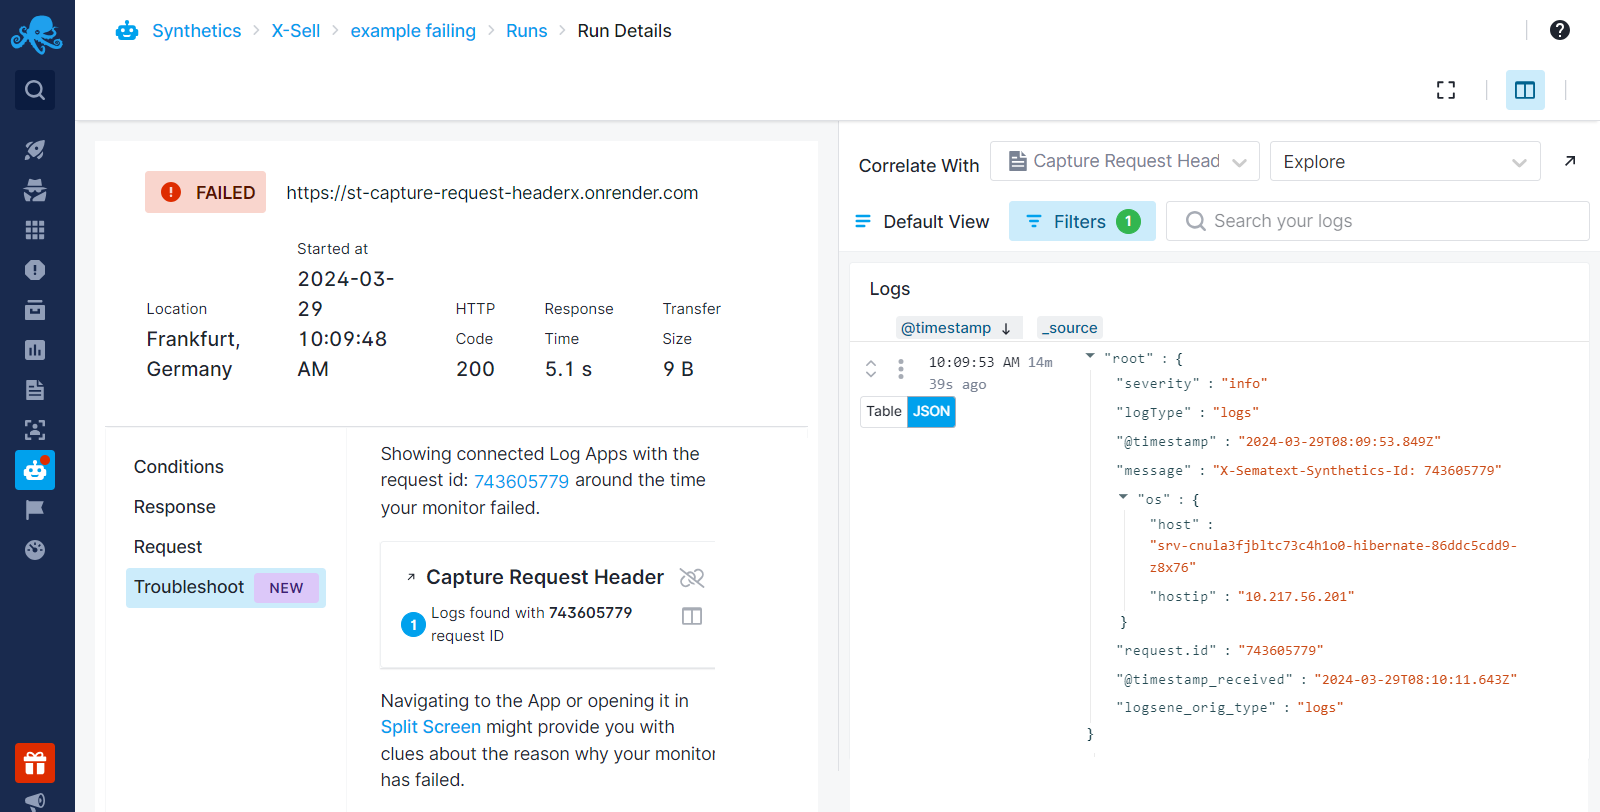 Synthetics > X-Sell > example failing > Runs > Run Details
FAILED
https://st-capture-request-headerx.onrender.com
Location
Frankfurt,
Germany
Started at
2024-03-
29
10:09:48
AM
HTTP
Code
200
Response
Time
5.1 s
Transfer
Size
9 B
Conditions
Response
Request
Troubleshoot NEW
Showing connected Log Apps with the
request id: 743605779 around the time
your monitor failed.
Capture Request Header
1
Logs found with 743605779
request ID
Navigating to the App or opening it in
Split Screen might provide you with
clues about the reason why your monitor
has failed.
Correlate With
Capture Request Head
Explore
Default View
Filters 1
Search your logs
Logs
@timestamp ↓ _source
10:09:53 AM 14m
39s ago
Table JSON
"root" : {
"severity" : "info"
"logType" : "logs"
"@timestamp" : "2024-03-29T08:09:53.849Z"
"message" : "X-Sematext-Synthetics-Id: 743605779"
"os" : {
"host" :
"srv-cnula3fjbltc73c4h1o0-hibernate-86ddc5cdd9-
z8x76"
"hostip" : "10.217.56.201"
}
"request.id" : "743605779"
"@timestamp_received" : "2024-03-29T08:10:11.643Z"
"logsene_orig_type" : "logs"
}